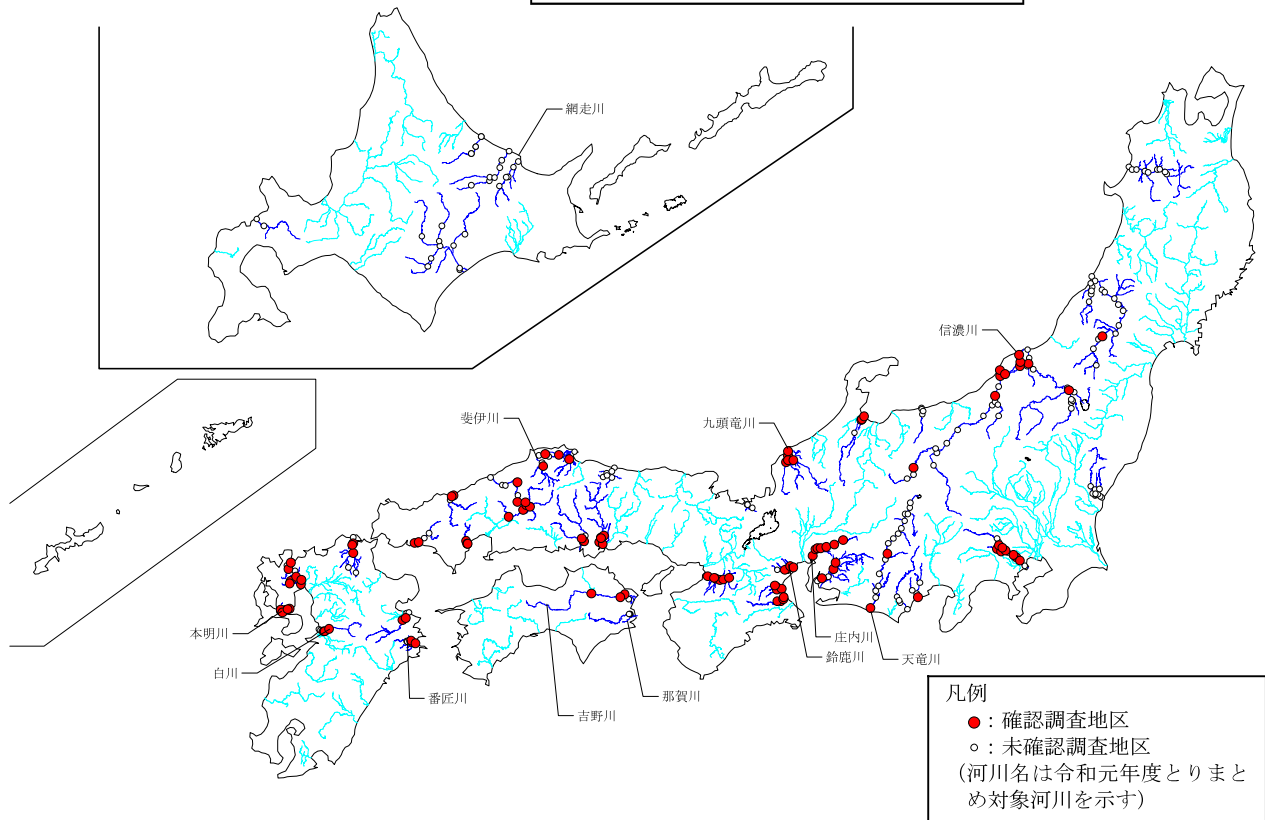 網走川
信濃川
斐伊川
九頭竜川
本明川
白川
番匠川
吉野川
那賀川
庄内川
鈴鹿川
天竜川
凡例
：確認調査地区
：未確認調査地区
（河川名は令和元年度とりまと
め対象河川を示す）